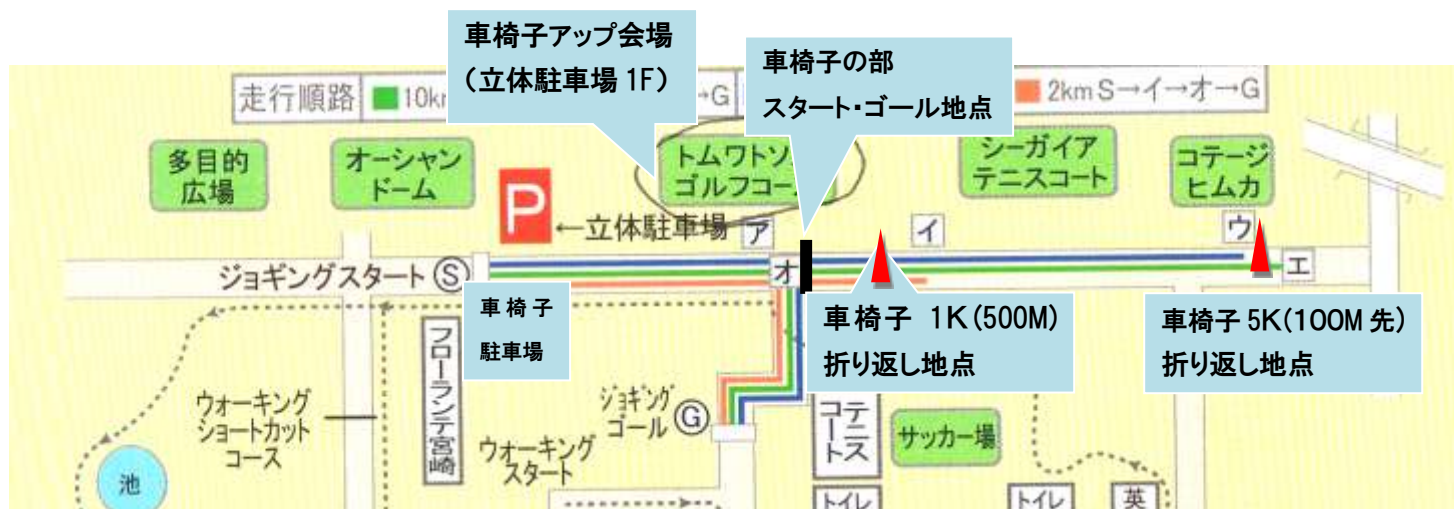 車椅子アップ会場
（立体駐車場 1F）
車椅子の部
スタート・ゴール地点
走行順路
10k
→G
2km S→イ→オ→G
多目的
広場
オーシャン
ドーム
P
←立体駐車場
トムワトソ
ゴルフコー
シーガイア
テニスコート
コテージ
ヒムカ
ア
イ
ウ
エ
オ
ジョギングスタート Ⓢ
車椅子
駐車場
車椅子 1K(500M)
折り返し地点
車椅子 5K(100M 先)
折り返し地点
フローランテ宮崎
ウォーキング
ショートカット
コース
池
ジョギング
ゴール Ⓖ
ウォーキング
スタート
テニス
コート
サッカー場
トイレ
トイレ
英